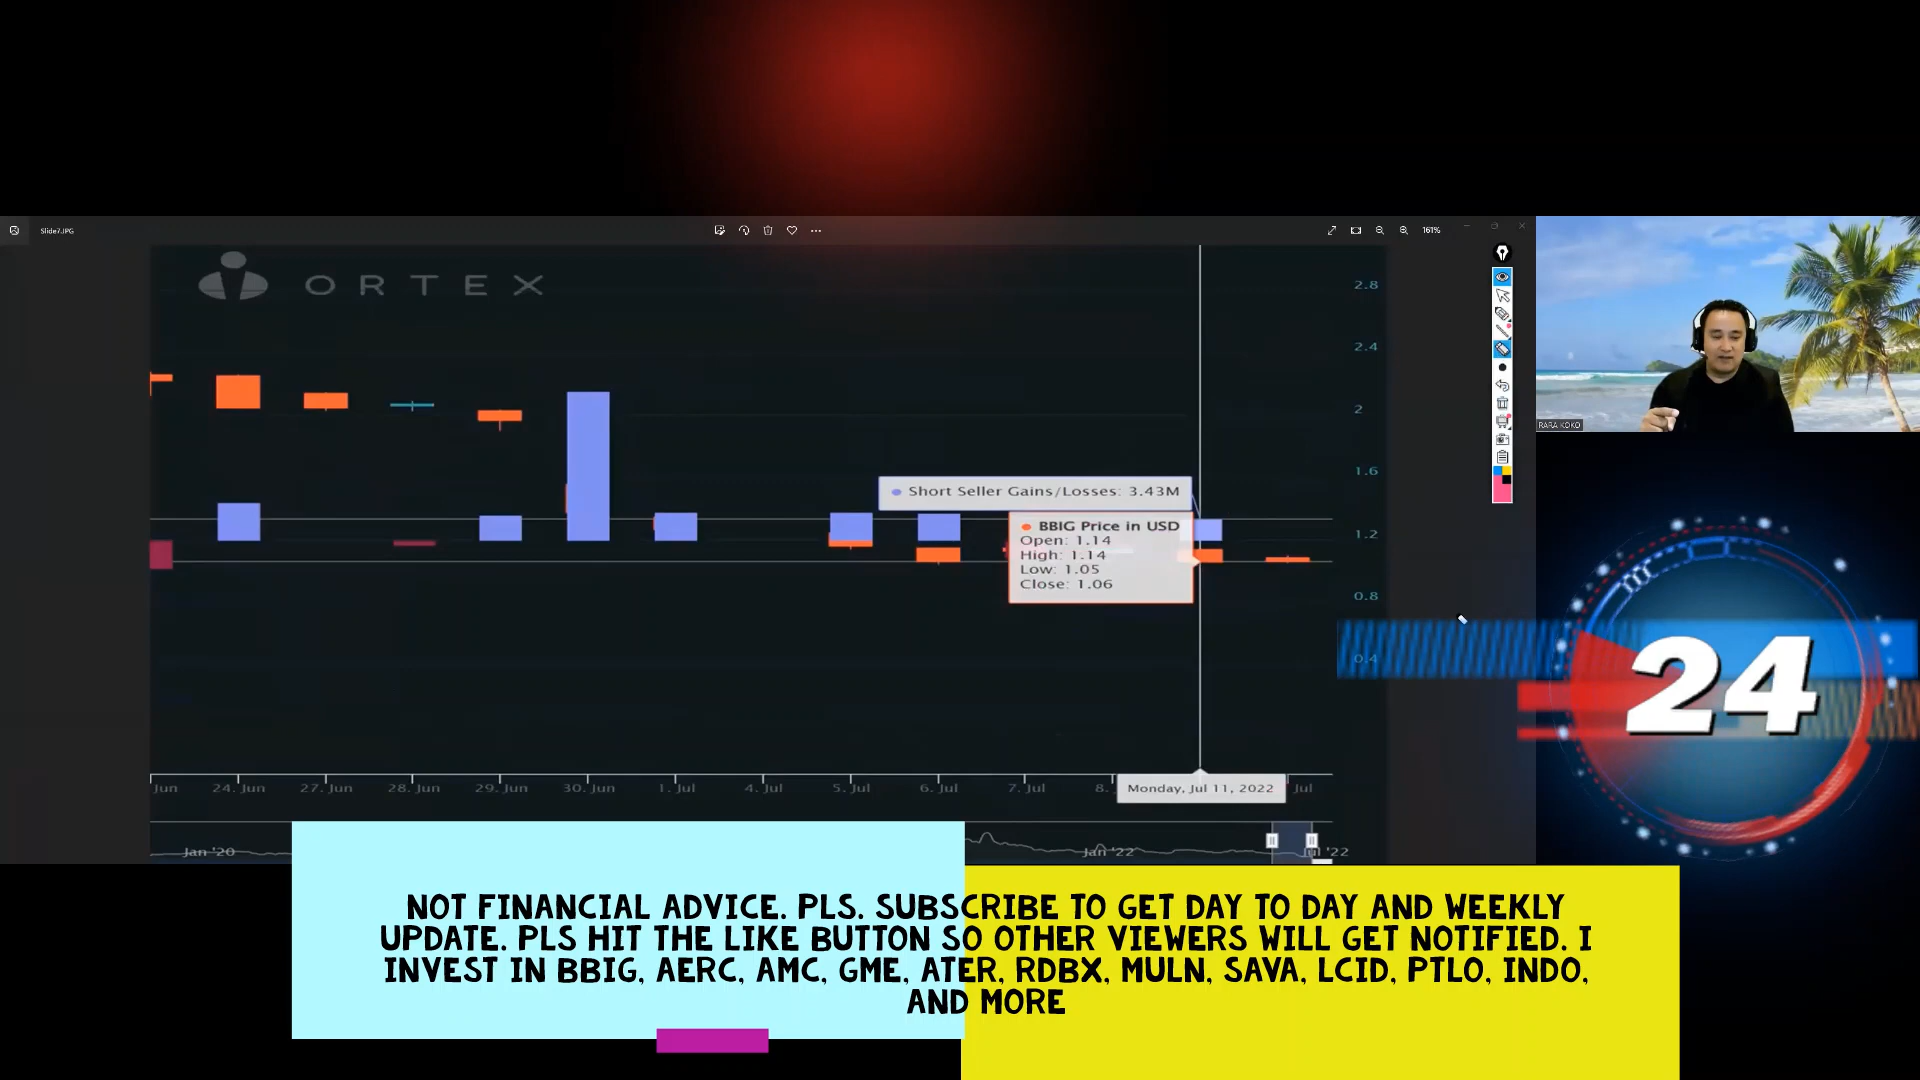 Slide7.JPG
161%
ORTEX
2.8
2.4
2
1.6
1.2
0.8
0.4
Short Seller Gains/Losses: 3.43M
BBIG Price in USD
Open: 1.14
High: 1.14
Low: 1.05
Close: 1.06
RARA KOKO
24
Jun
24. Jun
27. Jun
28. Jun
29. Jun
30. Jun
1. Jul
4. Jul
5. Jul
6. Jul
7. Jul
8.
Monday, Jul 11, 2022
Jul
Jan '20
Jan '22
Jul '22
NOT FINANCIAL ADVICE. PLS. SUBSCRIBE TO GET DAY TO DAY AND WEEKLY
UPDATE. PLS HIT THE LIKE BUTTON SO OTHER VIEWERS WILL GET NOTIFIED. I
INVEST IN BBIG, AERC, AMC, GME, ATER, RDBX, MULN, SAVA, LCID, PTLO, INDO,
AND MORE